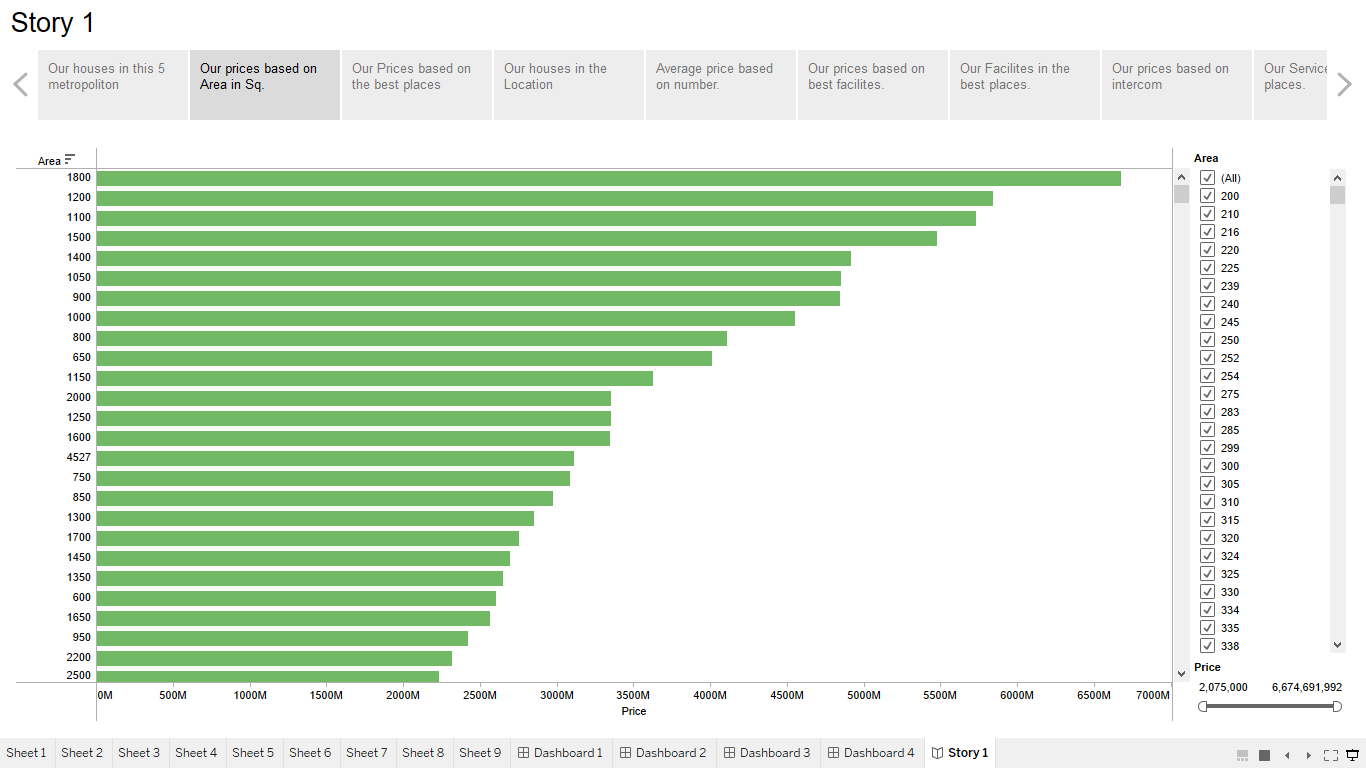 Story 1
Our houses in this 5
metropoliton
Our prices based on
Area in Sq.
Our Prices based on
the best places
Our houses in the
Location
Average price based
on number.
Our prices based on
best facilites.
Our Facilites in the
best places.
Our prices based on
intercom
Our Service
places.
Area
1800
1200
1100
1500
1400
1050
900
1000
800
650
1150
2000
1250
1600
4527
750
850
1300
1700
1450
1350
600
1650
950
2200
2500
0M 500M 1000M 1500M 2000M 2500M 3000M 3500M 4000M 4500M 5000M 5500M 6000M 6500M 7000M
Price
Area
(All)
200
210
216
220
225
239
240
245
250
252
254
275
283
285
299
300
305
310
315
320
324
325
330
334
335
338
Price
2,075,000 6,674,691,992
Sheet 1 Sheet 2 Sheet 3 Sheet 4 Sheet 5 Sheet 6 Sheet 7 Sheet 8 Sheet 9 Dashboard 1 Dashboard 2 Dashboard 3 Dashboard 4 Story 1